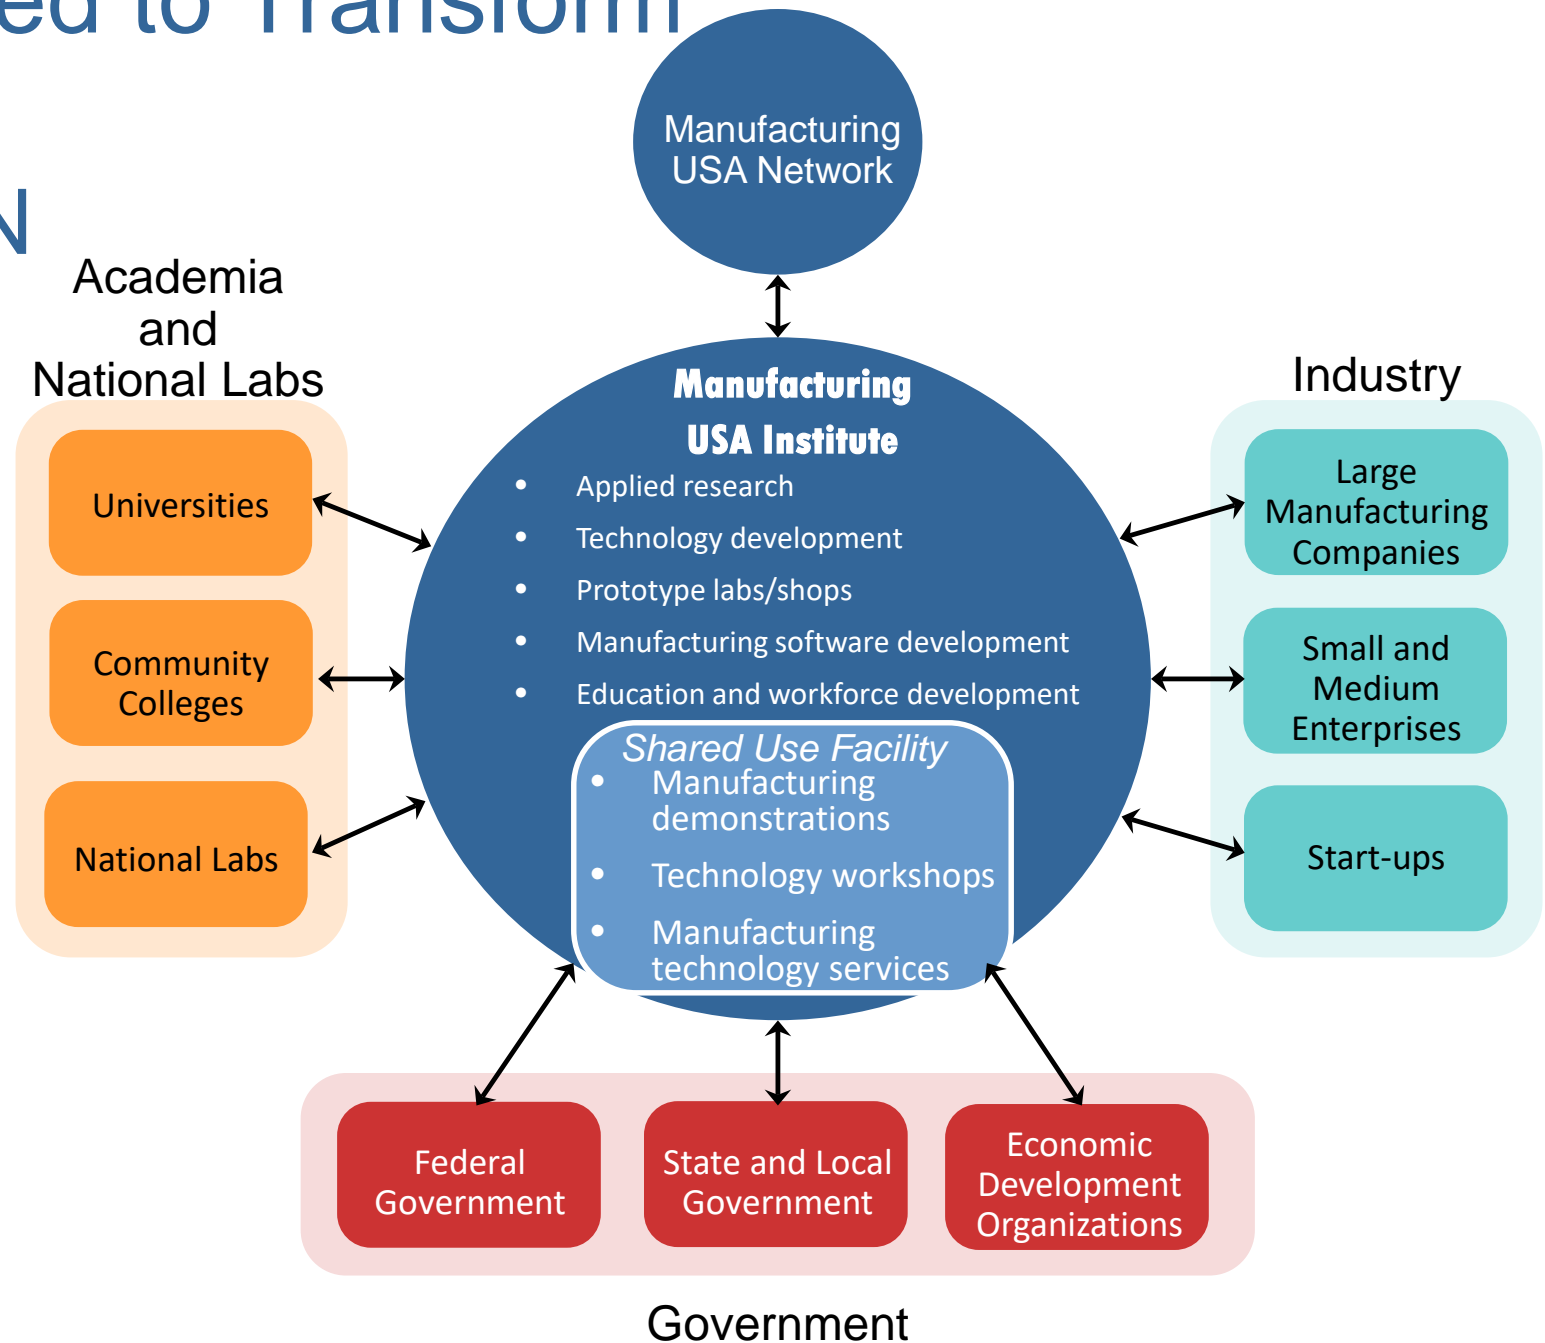 ed to Transform
N
Manufacturing
USA Network
Academia
and
National Labs
Universities
Community
Colleges
National Labs
Manufacturing
USA Institute
• Applied research
• Technology development
• Prototype labs/shops
• Manufacturing software development
• Education and workforce development
Shared Use Facility
• Manufacturing
demonstrations
• Technology workshops
• Manufacturing
technology services
Industry
Large
Manufacturing
Companies
Small and
Medium
Enterprises
Start-ups
Federal
Government
State and Local
Government
Economic
Development
Organizations
Government